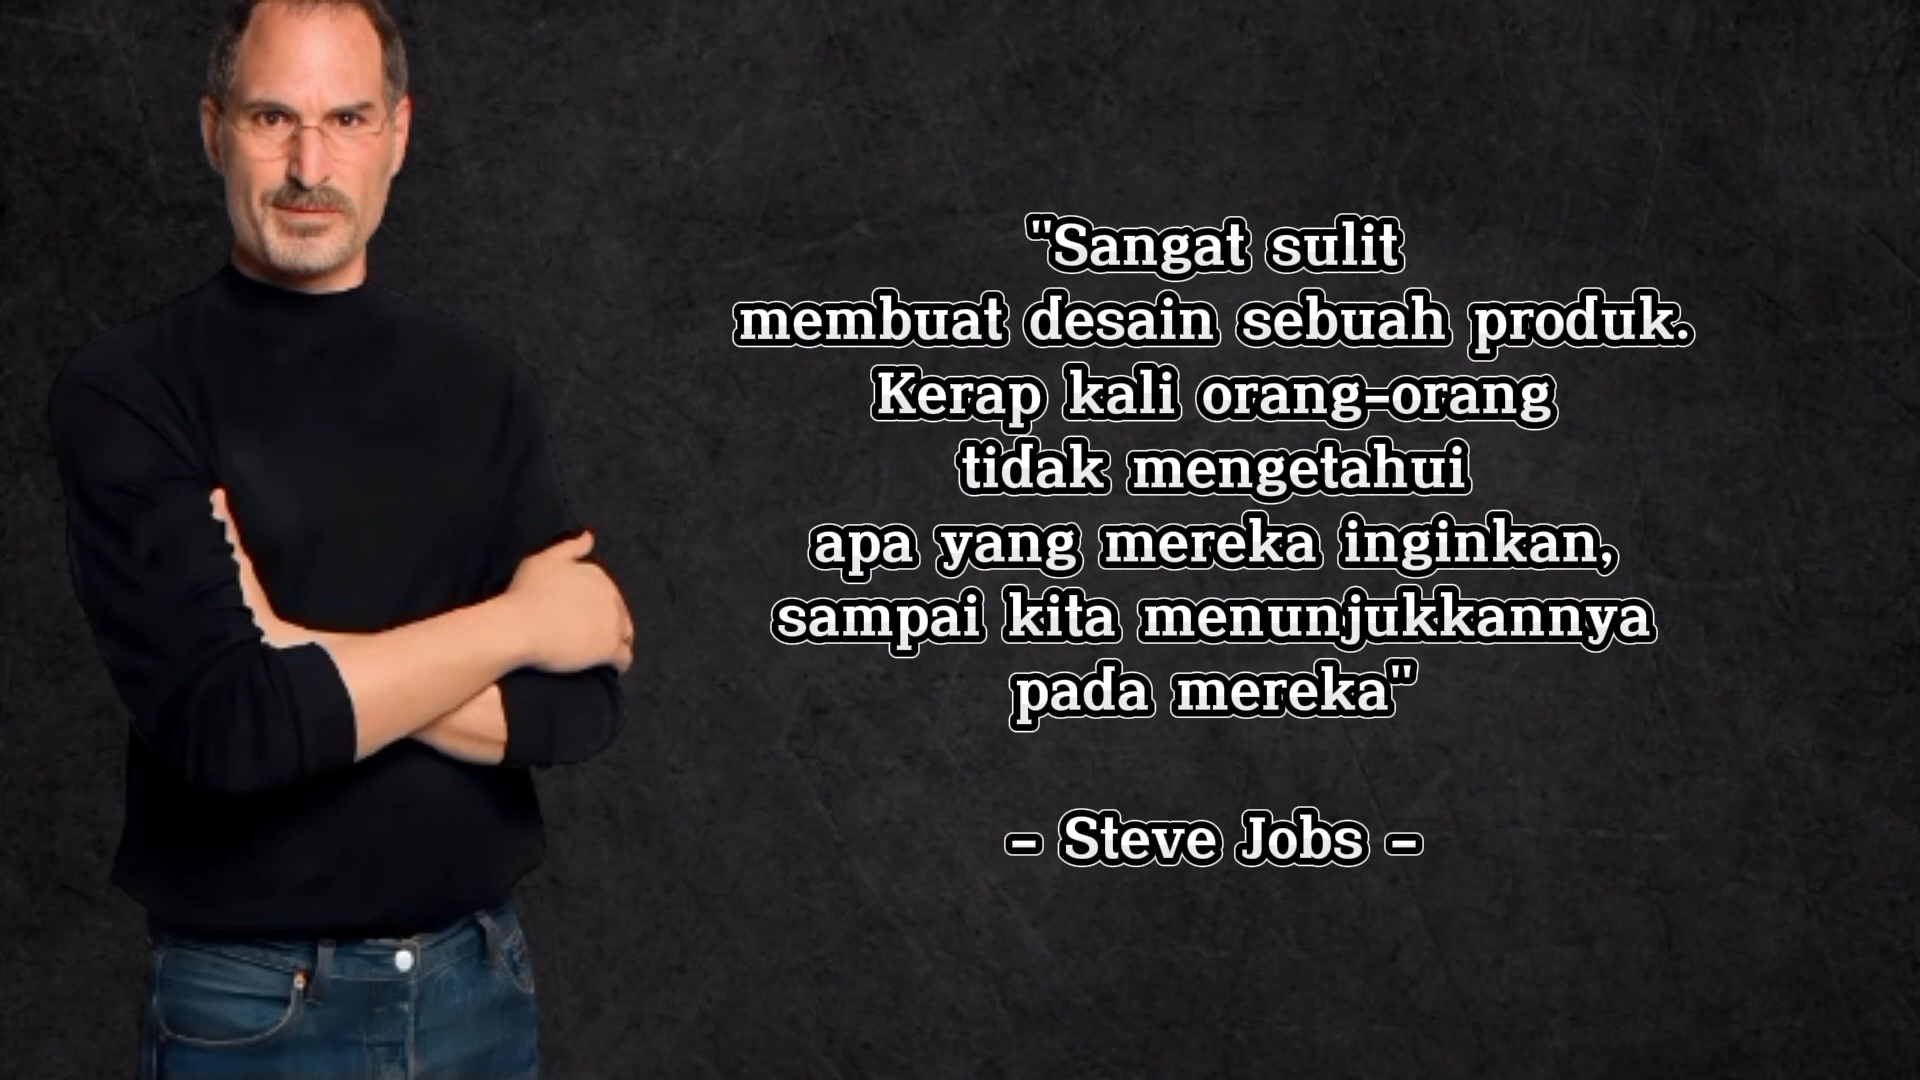 "Sangat sulit
membuat desain sebuah produk.
Kerap kali orang-orang
tidak mengetahui
apa yang mereka inginkan,
sampai kita menunjukkannya
pada mereka"
- Steve Jobs -